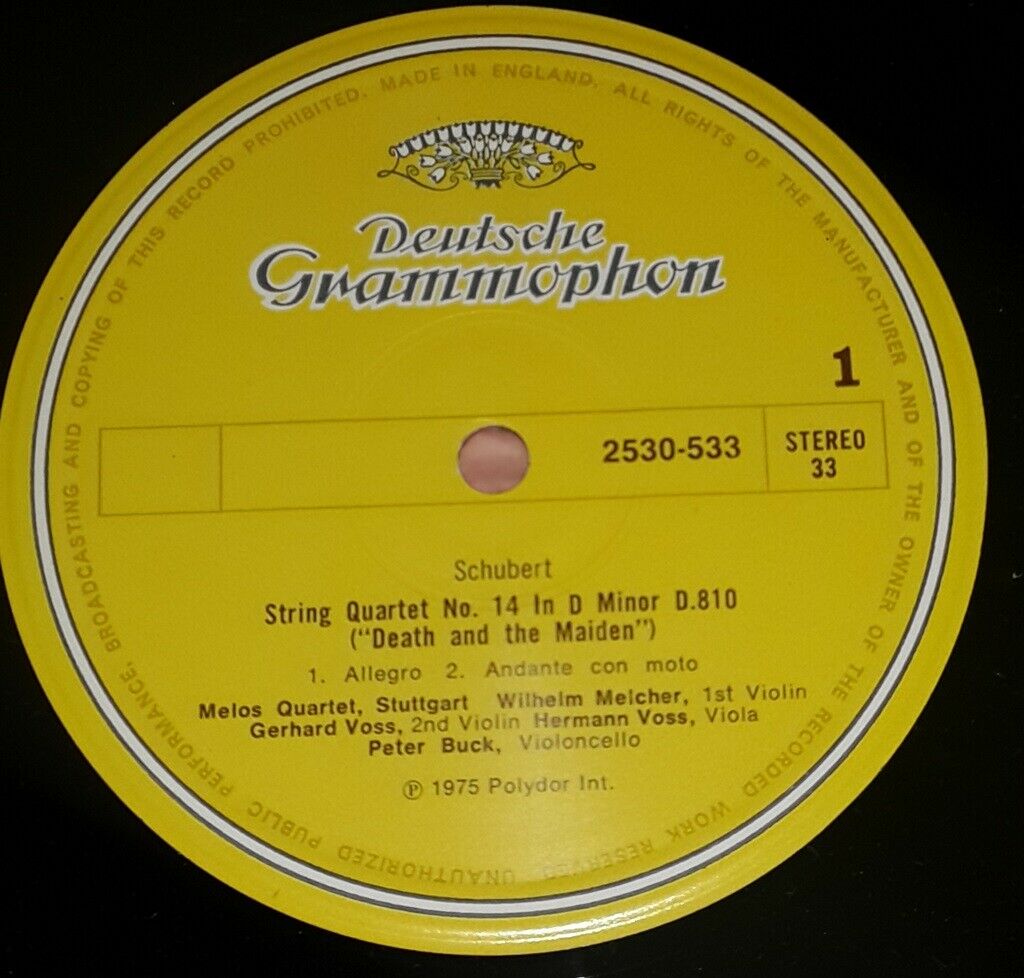 MADE IN ENGLAND. ALL RIGHTS OF THE MANUFACTURER AND OF THE OWNER OF THE RECORDED WORK RESERVED UNAUTHORIZED PUBLIC PERFORMANCE, BROADCASTING AND COPYING OF THIS RECORD PROHIBITED.
Deutsche
Grammophon
1
2530-533
STEREO
33
Schubert
String Quartet No. 14 In D Minor D.810
("Death and the Maiden")
1. Allegro 2. Andante con moto
Melos Quartet, Stuttgart Wilhelm Melcher, 1st Violin
Gerhard Voss, 2nd Violin Hermann Voss, Viola
Peter Buck, Violoncello
℗ 1975 Polydor Int.